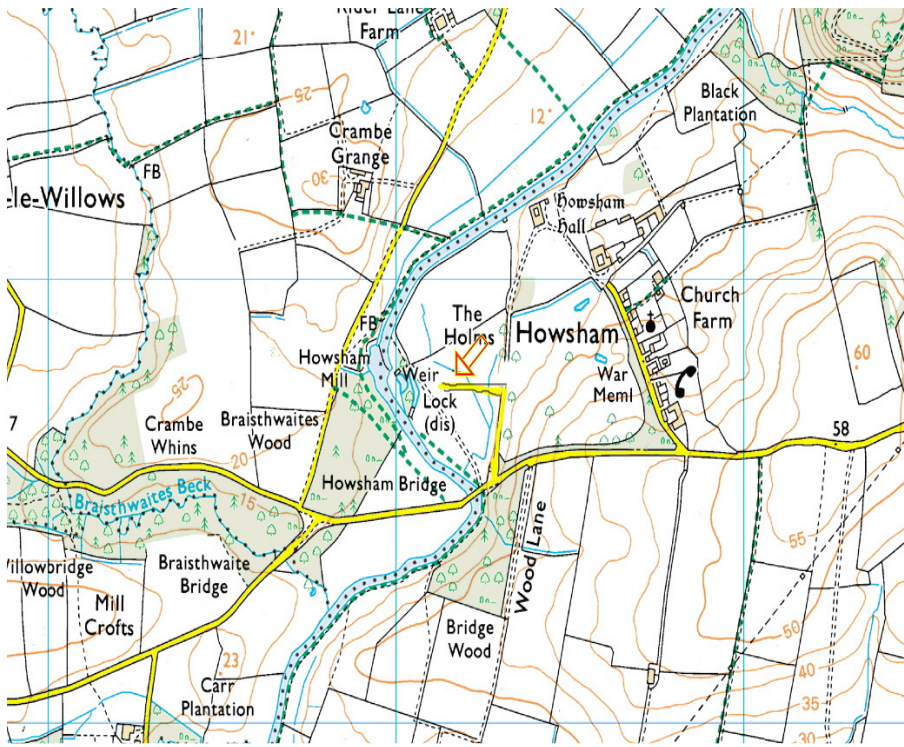 Rider Lane
Farm
21
25
12
Black
Plantation
Crambe
Grange
30
FB
-le-Willows
Howsham
Hall
The
Holms
FB
Howsham
Church
Farm
Howsham
Mill
Weir
War
Meml
60
25
Lock
(dis)
7
Crambe
Whins
Braisthwaites
Wood
20
58
Howsham Bridge
15
Braisthwaites Beck
Willowbridge
Wood
Braisthwaite
Bridge
Wood Lane
55
Mill
Crofts
Bridge
Wood
50
23
40
Carr
Plantation
35
30